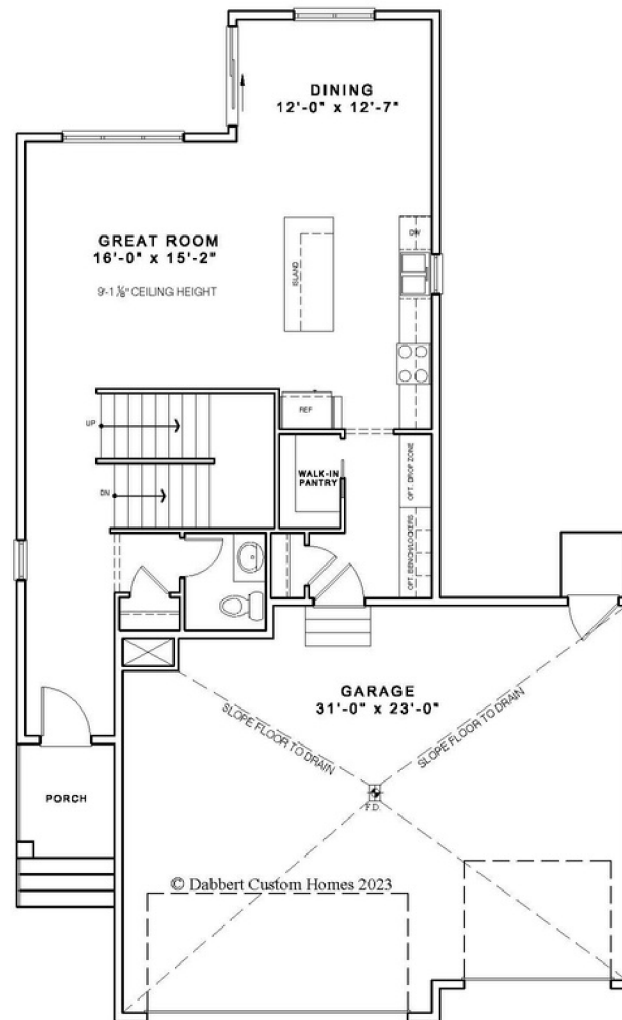 DINING
12'-0" x 12'-7"
GREAT ROOM
16'-0" x 15'-2"
9'-1 ⅛" CEILING HEIGHT
ISLAND
DW
REF
UP
DN
WALK-IN
PANTRY
OPT. DROP ZONE
OPT. BENCH/LOCKERS
GARAGE
31'-0" x 23'-0"
SLOPE FLOOR TO DRAIN
SLOPE FLOOR TO DRAIN
F.D.
PORCH
© Dabbert Custom Homes 2023